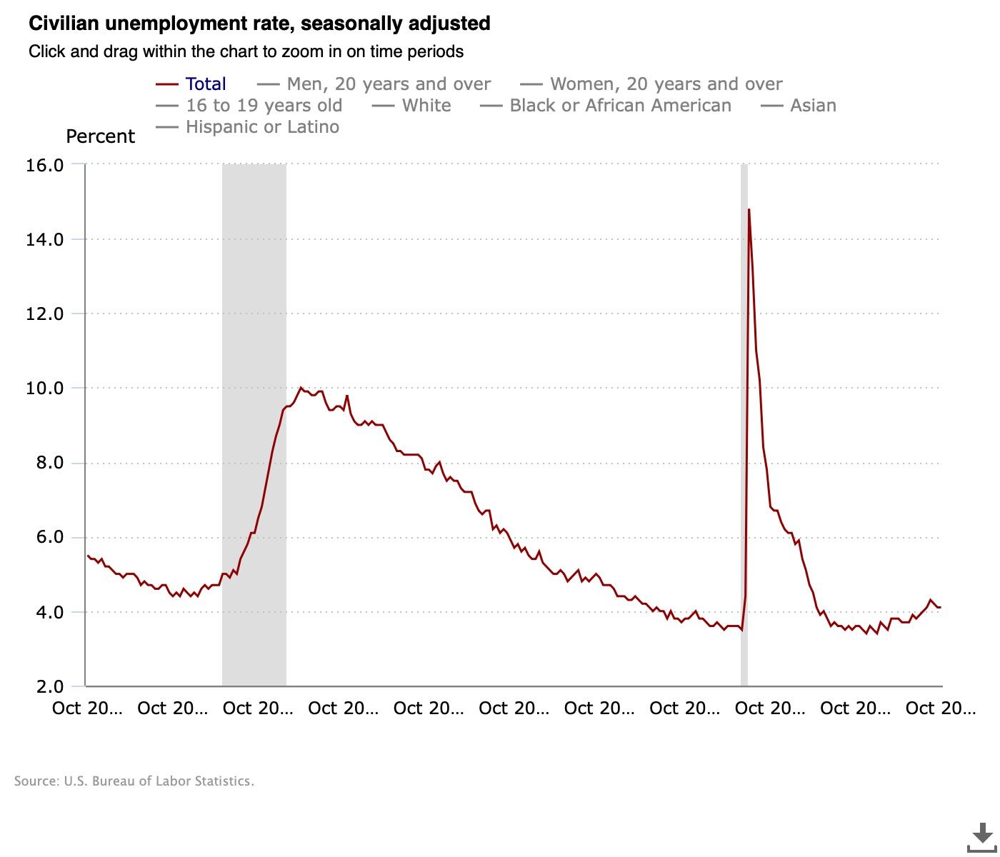 Civilian unemployment rate, seasonally adjusted
Click and drag within the chart to zoom in on time periods
Total Men, 20 years and over Women, 20 years and over
16 to 19 years old White Black or African American Asian
Hispanic or Latino
Percent
16.0
14.0
12.0
10.0
8.0
6.0
4.0
2.0
Oct 20... Oct 20... Oct 20... Oct 20... Oct 20... Oct 20... Oct 20... Oct 20... Oct 20... Oct 20... Oct 20...
Source: U.S. Bureau of Labor Statistics.